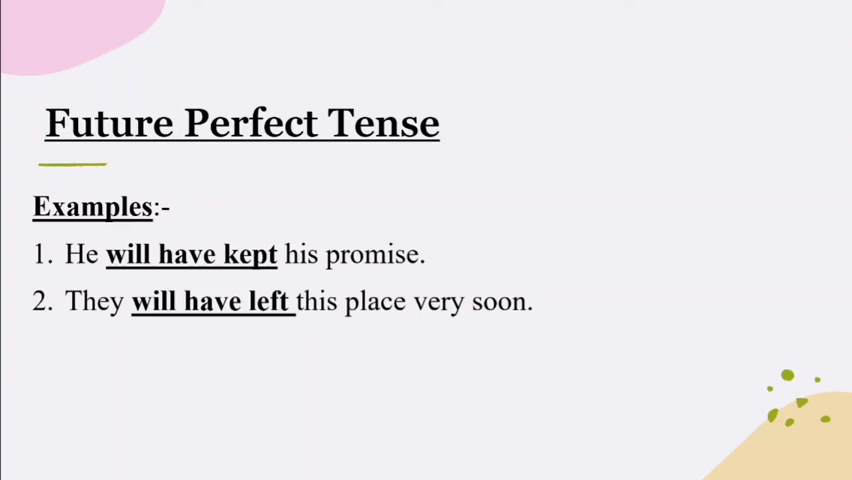 Future Perfect Tense
Examples:-
1. He will have kept his promise.
2. They will have left this place very soon.